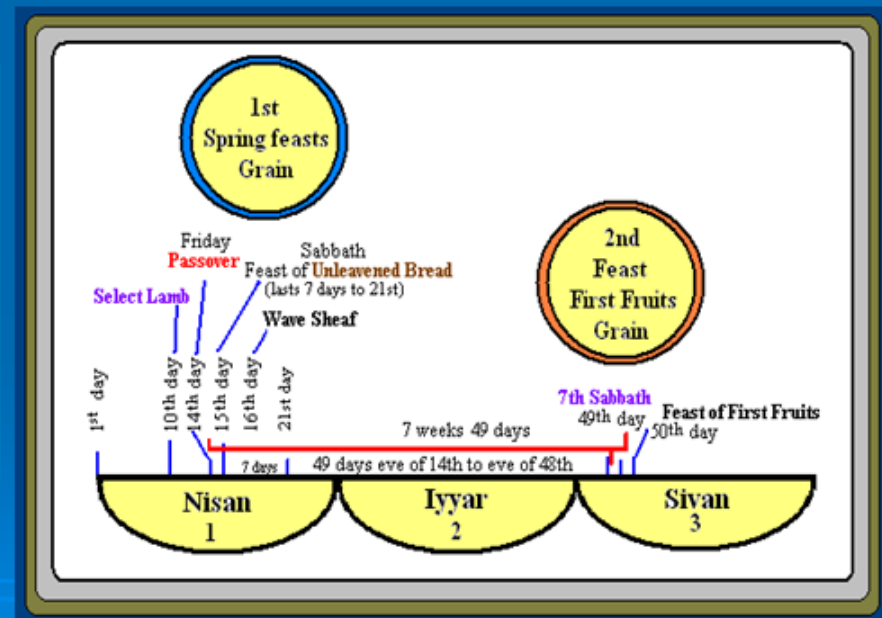 1st
Spring feasts
Grain
2nd
Feast
First Fruits
Grain
Friday
Passover
Sabbath
Feast of Unleavened Bread
(lasts 7 days to 21st)
Select Lamb
Wave Sheaf
1st day
10th day
14th day
15th day
16th day
21st day
7th Sabbath
49th day
Feast of First Fruits
50th day
7 weeks 49 days
7 days
49 days eve of 14th to eve of 48th
Nisan
1
Iyyar
2
Sivan
3